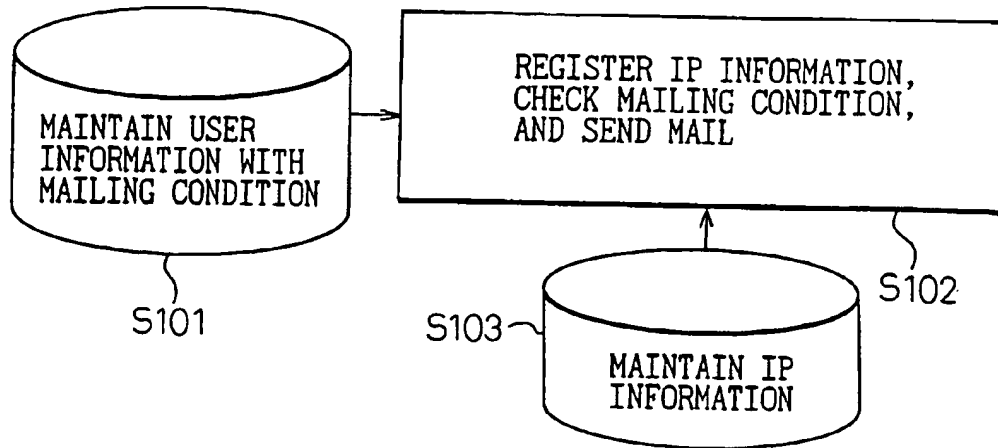 MAINTAIN USER
INFORMATION WITH
MAILING CONDITION
S101
REGISTER IP INFORMATION,
CHECK MAILING CONDITION,
AND SEND MAIL
S102
S103
MAINTAIN IP
INFORMATION